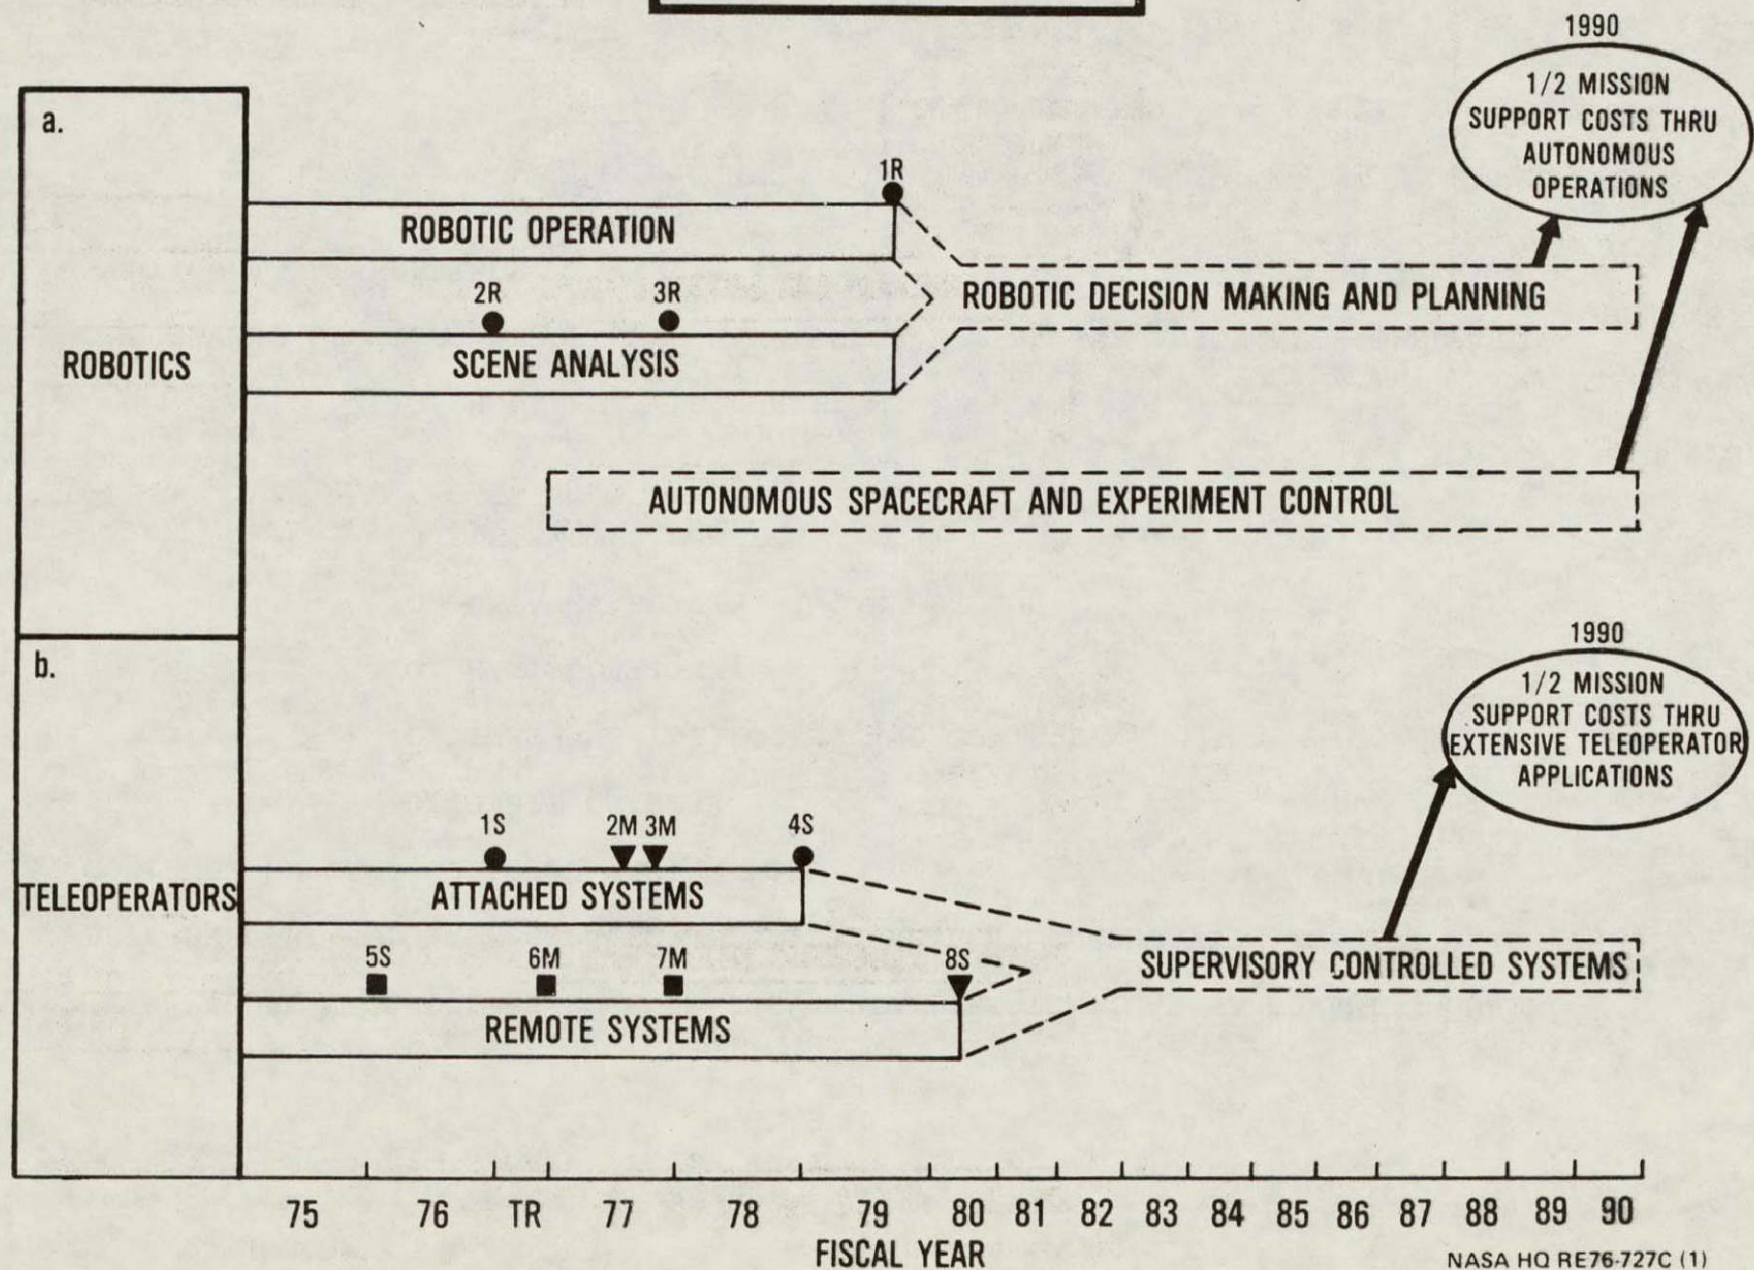 1990
1/2 MISSION
SUPPORT COSTS THRU
AUTONOMOUS
OPERATIONS
a.
ROBOTICS
1R
ROBOTIC OPERATION
2R 3R
SCENE ANALYSIS
ROBOTIC DECISION MAKING AND PLANNING
AUTONOMOUS SPACECRAFT AND EXPERIMENT CONTROL
1990
1/2 MISSION
SUPPORT COSTS THRU
EXTENSIVE TELEOPERATOR
APPLICATIONS
b.
TELEOPERATORS
1S 2M 3M 4S
ATTACHED SYSTEMS
5S 6M 7M 8S
REMOTE SYSTEMS
SUPERVISORY CONTROLLED SYSTEMS
75 76 TR 77 78 79 80 81 82 83 84 85 86 87 88 89 90
FISCAL YEAR
NASA HQ RE76-727C (1)